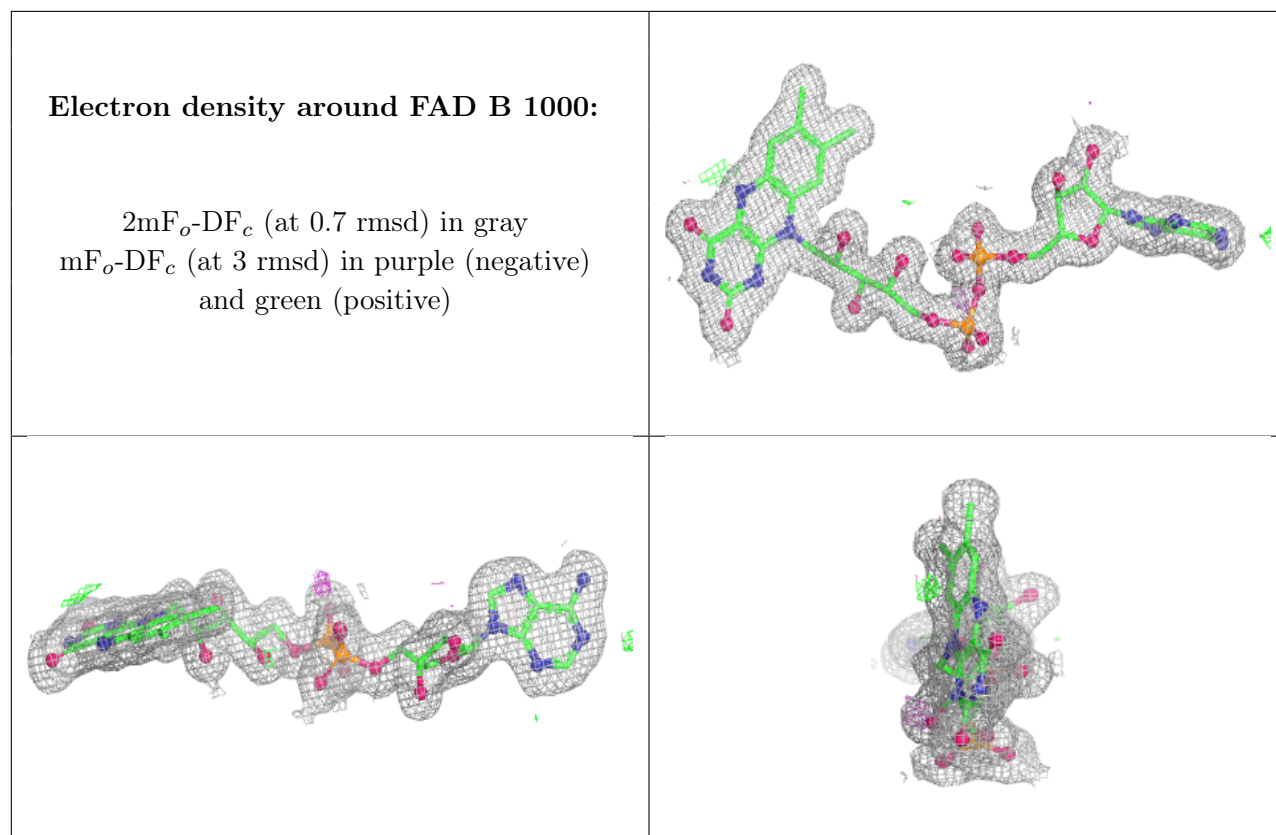 Electron density around FAD B 1000:
2mFₒ-DF𝑐 (at 0.7 rmsd) in gray
mFₒ-DF𝑐 (at 3 rmsd) in purple (negative)
and green (positive)